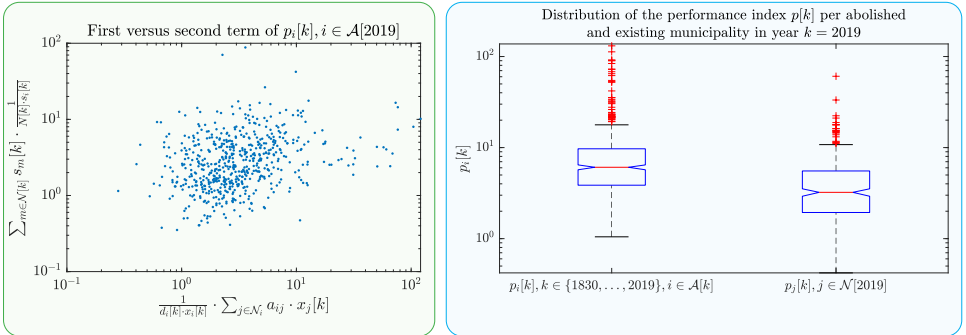 First versus second term of $p_i[k], i \in \mathcal{A}[2019]$
$10^2$
$10^1$
$10^0$
$10^{-1}$
$\sum_{m \in \mathcal{N}[k]} s_m[k] \cdot \frac{1}{N[k] \cdot s_i[k]}$
$10^{-1}$ $10^0$ $10^1$ $10^2$
$\frac{1}{d_i[k] \cdot x_i[k]} \cdot \sum_{j \in \mathcal{N}_i} a_{ij} \cdot x_j[k]$
Distribution of the performance index $p[k]$ per abolished
and existing municipality in year $k = 2019$
$10^2$
$10^1$
$10^0$
$p_i[k]$
$p_i[k], k \in \{1830, \ldots, 2019\}, i \in \mathcal{A}[k]$ $p_j[k], j \in \mathcal{N}[2019]$